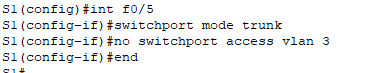 S1(config)#int f0/5
S1(config-if)#switchport mode trunk
S1(config-if)#no switchport access vlan 3
S1(config-if)#end
S1#